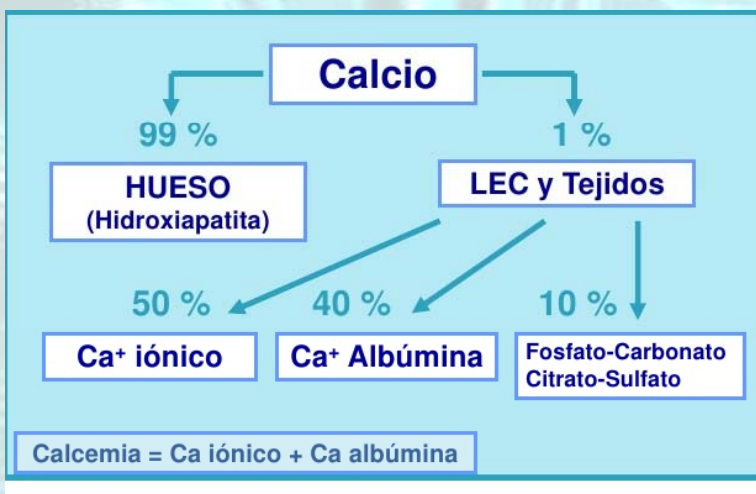 Calcio
99 %
1 %
HUESO
(Hidroxiapatita)
LEC y Tejidos
50 %
40 %
10 %
Ca⁺ iónico
Ca⁺ Albúmina
Fosfato-Carbonato
Citrato-Sulfato
Calcemia = Ca iónico + Ca albúmina